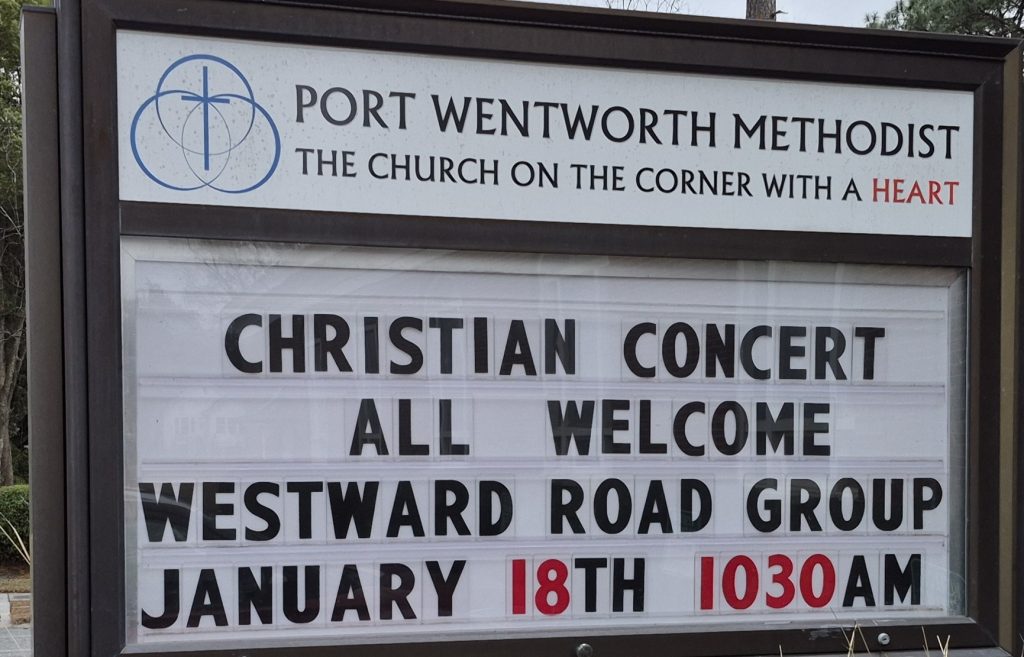 PORT WENTWORTH METHODIST
THE CHURCH ON THE CORNER WITH A HEART
CHRISTIAN CONCERT
ALL WELCOME
WESTWARD ROAD GROUP
JANUARY 18TH 1030AM